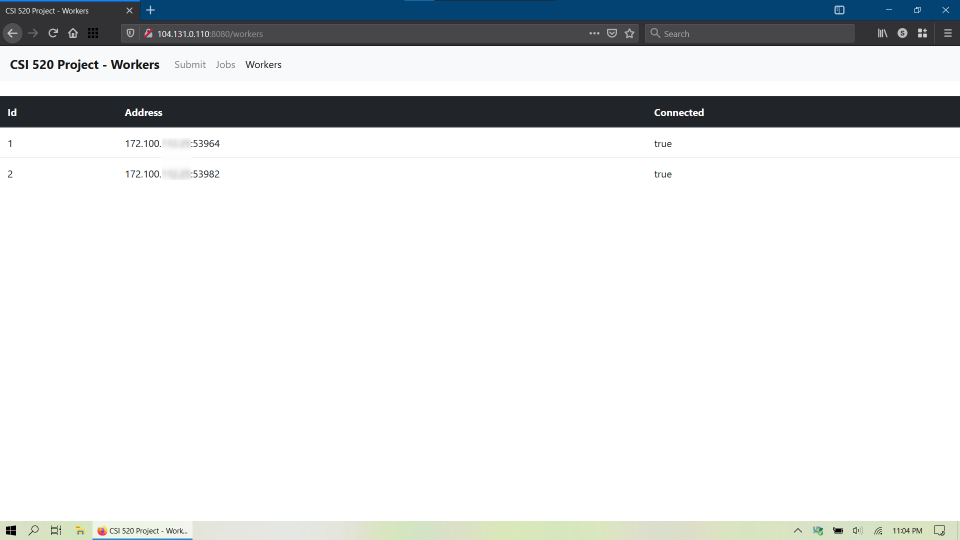 CSI 520 Project - Workers
104.131.0.110:8080/workers
Search
CSI 520 Project - Workers Submit Jobs Workers
Id Address Connected
1 172.100. :53964 true
2 172.100. :53982 true
CSI 520 Project - Work...
11:04 PM